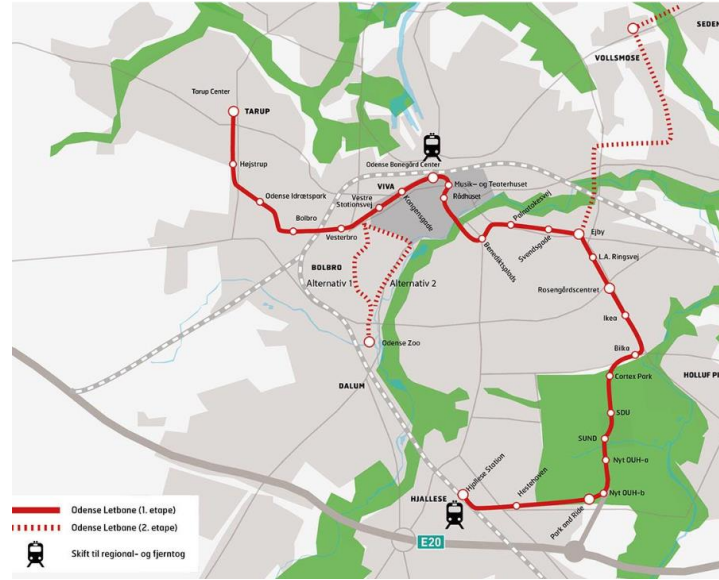 SEDEN
VOLLSMOSE
Tarup Center
TARUP
Højstrup
Odense Idrætspark
Bolbro
Vesterbro
Vestre
Stationsvej
VIVA
Kongensgade
Odense Banegård Center
Musik- og Teaterhuset
Rådhuset
Benediktsplads
Palnatokesvej
Svendsgade
Ejby
L.A. Ringsvej
Rosengårdscentret
Ikea
Bilka
BOLBRO
Alternativ 1
Alternativ 2
Odense Zoo
DALUM
Cortex Park
HOLLUF P
SDU
SUND
Nyt OUH-a
Nyt OUH-b
Hjallese Station
Hestehaven
Park and Ride
HJALLESE
E20
Odense Letbane (1. etape)
Odense Letbane (2. etape)
Skift til regional- og fjerntog